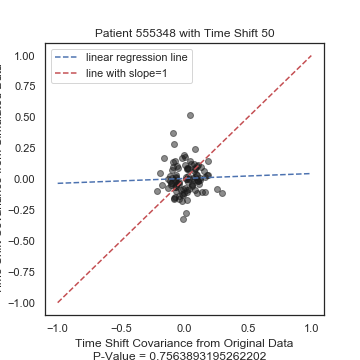 Patient 555348 with Time Shift 50
linear regression line
line with slope=1
1.00
0.75
0.50
0.25
0.00
−0.25
−0.50
−0.75
−1.00
−1.0 −0.5 0.0 0.5 1.0
Time Shift Covariance from Original Data
P-Value = 0.7563893195262202